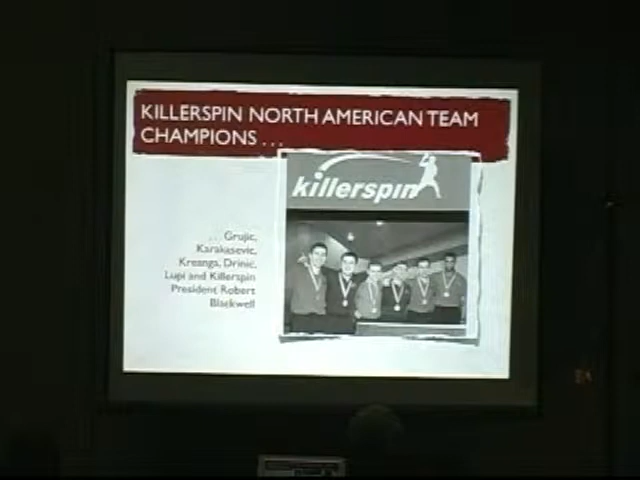 KILLERSPIN NORTH AMERICAN TEAM
CHAMPIONS . . .
killerspin
. . . Grujic,
Karakasevic,
Kreanga, Drinic,
Lupi and Killerspin
President Robert
Blackwell